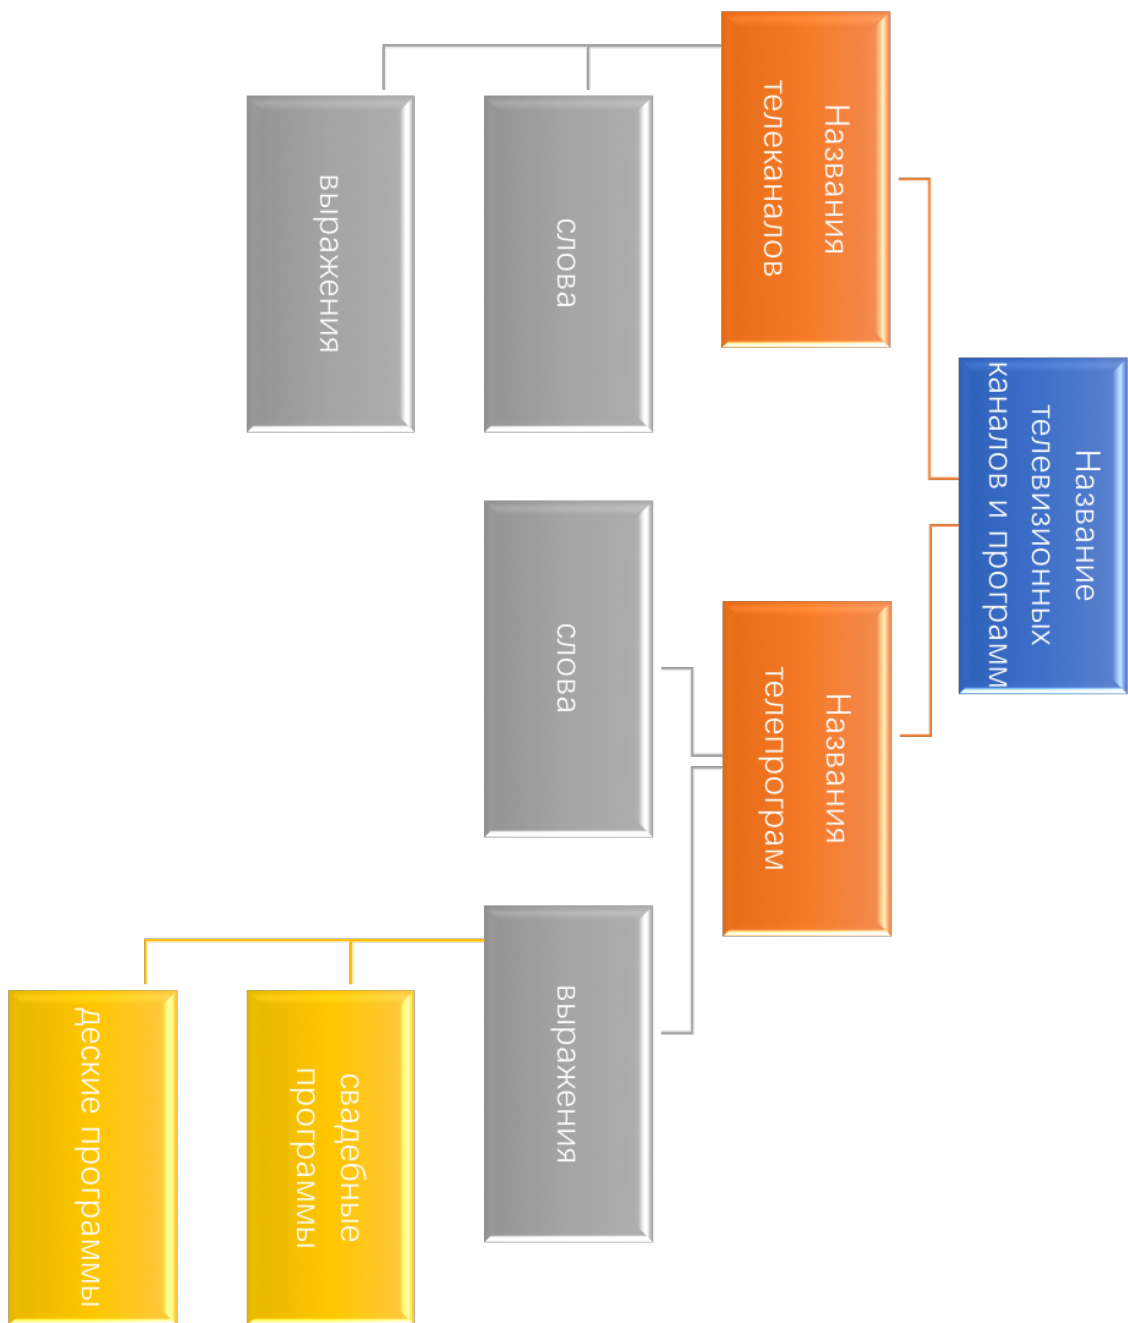 Название
телевизионных
каналов и программ
Названия
телеканалов
Названия
телепрограм
слова
выражения
слова
выражения
свадебные
программы
деские программы